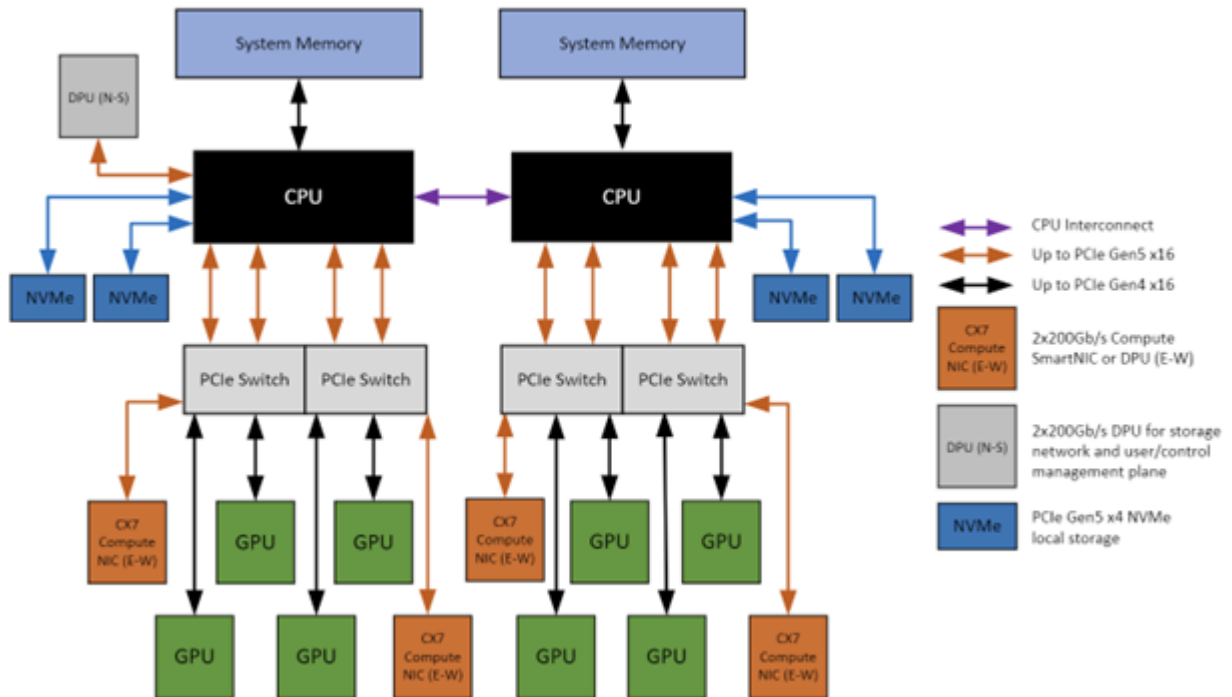 System Memory
System Memory
DPU (N-S)
CPU
CPU
NVMe
NVMe
NVMe
NVMe
CPU Interconnect
Up to PCIe Gen5 x16
Up to PCIe Gen4 x16
CX7
Compute
NIC (E-W)
2x200Gb/s Compute
SmartNIC or DPU (E-W)
DPU (N-S)
2x200Gb/s DPU for storage
network and user/control
management plane
NVMe
PCIe Gen5 x4 NVMe
local storage
PCIe Switch
PCIe Switch
PCIe Switch
PCIe Switch
CX7
Compute
NIC (E-W)
GPU
GPU
CX7
Compute
NIC (E-W)
GPU
GPU
GPU
GPU
CX7
Compute
NIC (E-W)
GPU
GPU
CX7
Compute
NIC (E-W)